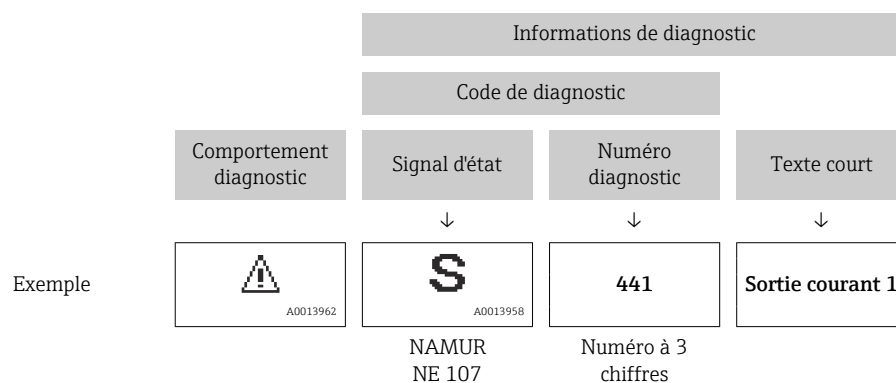 Informations de diagnostic
Code de diagnostic
Comportement
diagnostic
Signal d'état
Numéro
diagnostic
Texte court
↓ ↓ ↓
Exemple
A0013962
S
A0013958
441
Sortie courant 1
NAMUR
NE 107
Numéro à 3
chiffres